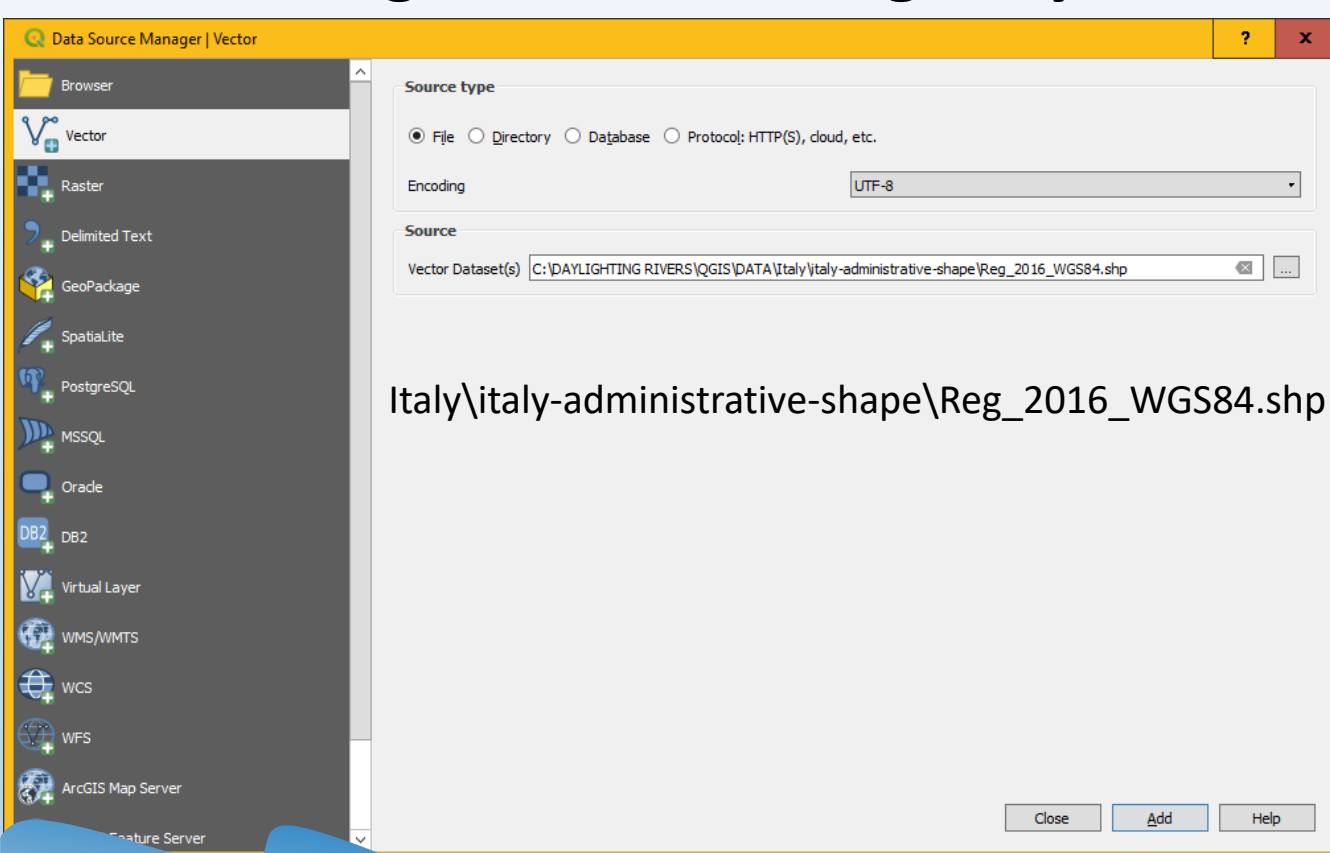 Data Source Manager | Vector ? x
Browser
Vector
Raster
Delimited Text
GeoPackage
SpatiaLite
PostgreSQL
MSSQL
Oracle
DB2 DB2
Virtual Layer
WMS/WMTS
WCS
WFS
ArcGIS Map Server
Feature Server
Source type
File Directory Database Protocol: HTTP(S), cloud, etc.
Encoding UTF-8
Source
Vector Dataset(s) C:\DAYLIGHTING RIVERS\QGIS\DATA\Italy\italy-administrative-shape\Reg_2016_WGS84.shp ...
Italy\italy-administrative-shape\Reg_2016_WGS84.shp
Close Add Help